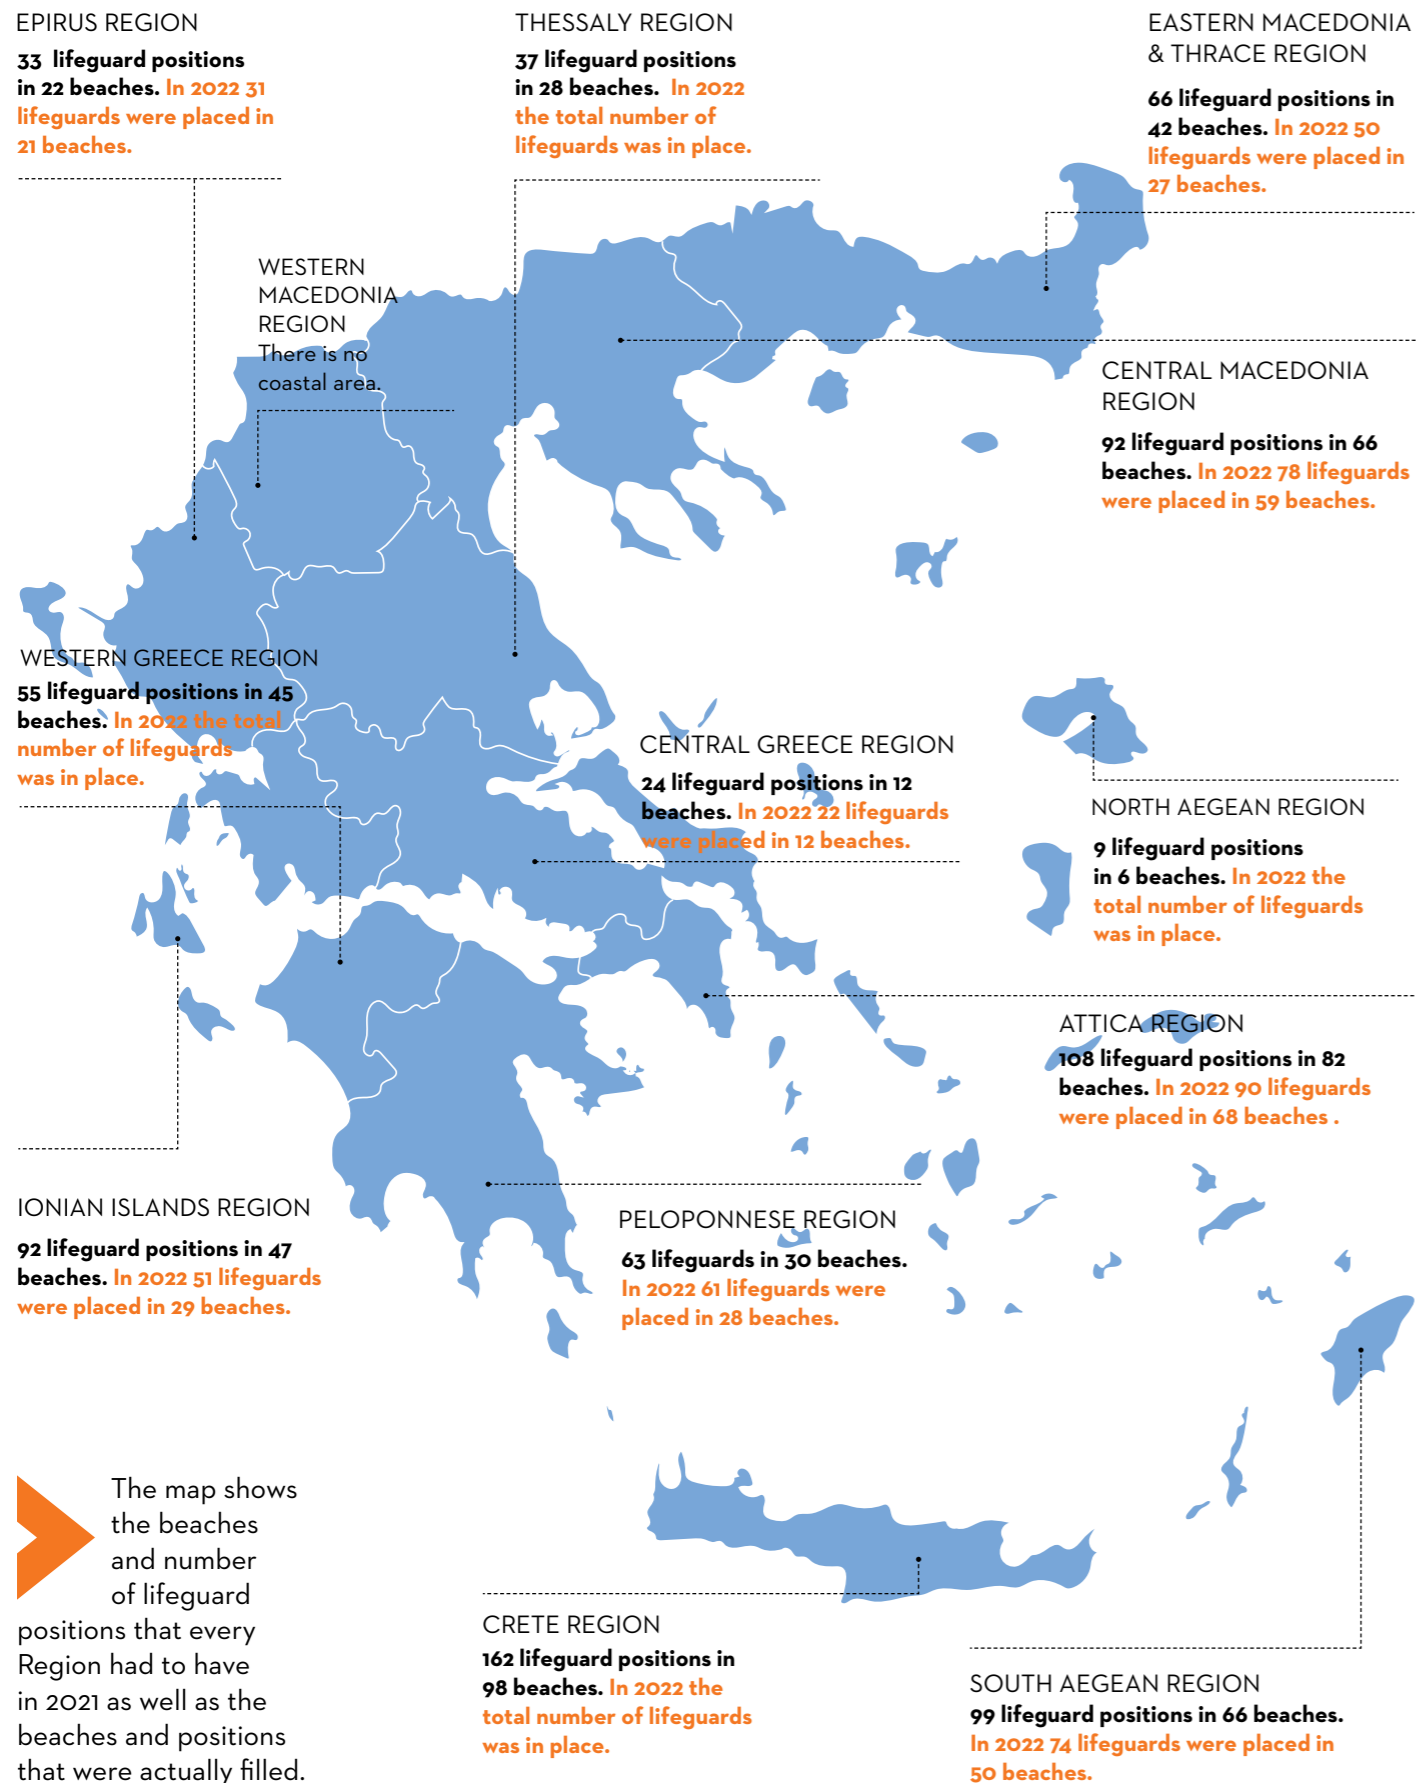 EPIRUS REGION
33 lifeguard positions
in 22 beaches. In 2022 31
lifeguards were placed in
21 beaches.
THESSALY REGION
37 lifeguard positions
in 28 beaches. In 2022
the total number of
lifeguards was in place.
EASTERN MACEDONIA
& THRACE REGION
66 lifeguard positions in
42 beaches. In 2022 50
lifeguards were placed in
27 beaches.
WESTERN
MACEDONIA
REGION
There is no
coastal area.
CENTRAL MACEDONIA
REGION
92 lifeguard positions in 66
beaches. In 2022 78 lifeguards
were placed in 59 beaches.
WESTERN GREECE REGION
55 lifeguard positions in 45
beaches. In 2022 the total
number of lifeguards
was in place.
CENTRAL GREECE REGION
24 lifeguard positions in 12
beaches. In 2022 22 lifeguards
were placed in 12 beaches.
NORTH AEGEAN REGION
9 lifeguard positions
in 6 beaches. In 2022 the
total number of lifeguards
was in place.
ATTICA REGION
108 lifeguard positions in 82
beaches. In 2022 90 lifeguards
were placed in 68 beaches .
IONIAN ISLANDS REGION
92 lifeguard positions in 47
beaches. In 2022 51 lifeguards
were placed in 29 beaches.
PELOPONNESE REGION
63 lifeguards in 30 beaches.
In 2022 61 lifeguards were
placed in 28 beaches.
The map shows
the beaches
and number
of lifeguard
positions that every
Region had to have
in 2021 as well as the
beaches and positions
that were actually filled.
CRETE REGION
162 lifeguard positions in
98 beaches. In 2022 the
total number of lifeguards
was in place.
SOUTH AEGEAN REGION
99 lifeguard positions in 66 beaches.
In 2022 74 lifeguards were placed in
50 beaches.